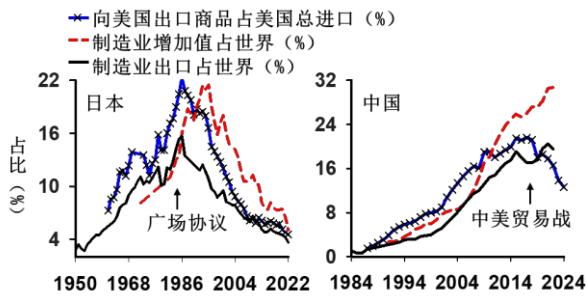 向美国出口商品占美国总进口（%）
制造业增加值占世界（%）
制造业出口占世界（%）
占比（%）
22
16
10
4
日本
广场协议
1950 1968 1986 2004 2022
32
24
16
8
0
中国
中美贸易战
1984 1994 2004 2014 2024